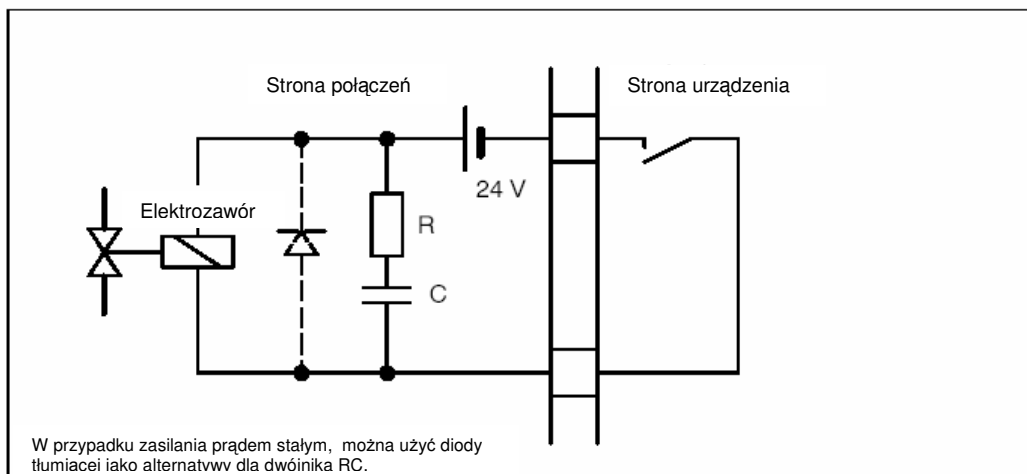 Strona połączeń
Strona urządzenia
24 V
Elektrozawór
R
C
W przypadku zasilania prądem stałym, można użyć diody
tłumiącej jako alternatywy dla dwójnika RC.